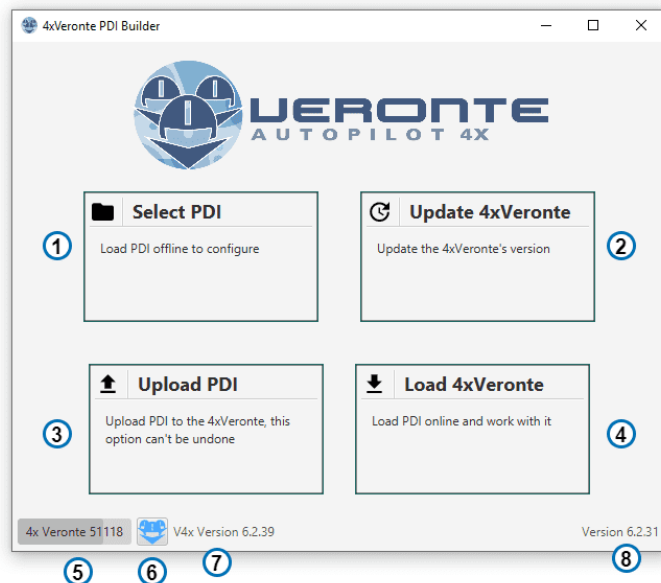 4xVeronte PDI Builder
VERONTE
AUTOPILOT 4X
Select PDI
Load PDI offline to configure
1
Update 4xVeronte
Update the 4xVeronte's version
2
Upload PDI
Upload PDI to the 4xVeronte, this
option can't be undone
3
Load 4xVeronte
Load PDI online and work with it
4
4x Veronte 51118
V4x Version 6.2.39
Version 6.2.31
5
6
7
8